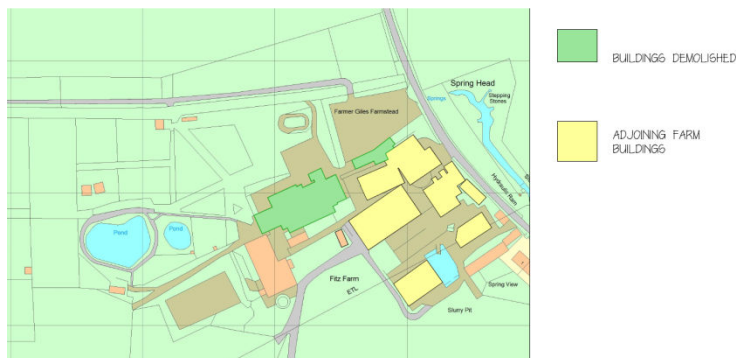 BUILDINGS DEMOLISHED
ADJOINING FARM
BUILDINGS
Spring Head
Stepping
Stones
Farmer Giles Farmstead
Hydraulic Ram
Pond
Pond
Fitz Farm
ETL
Slurry Pit
Spring View